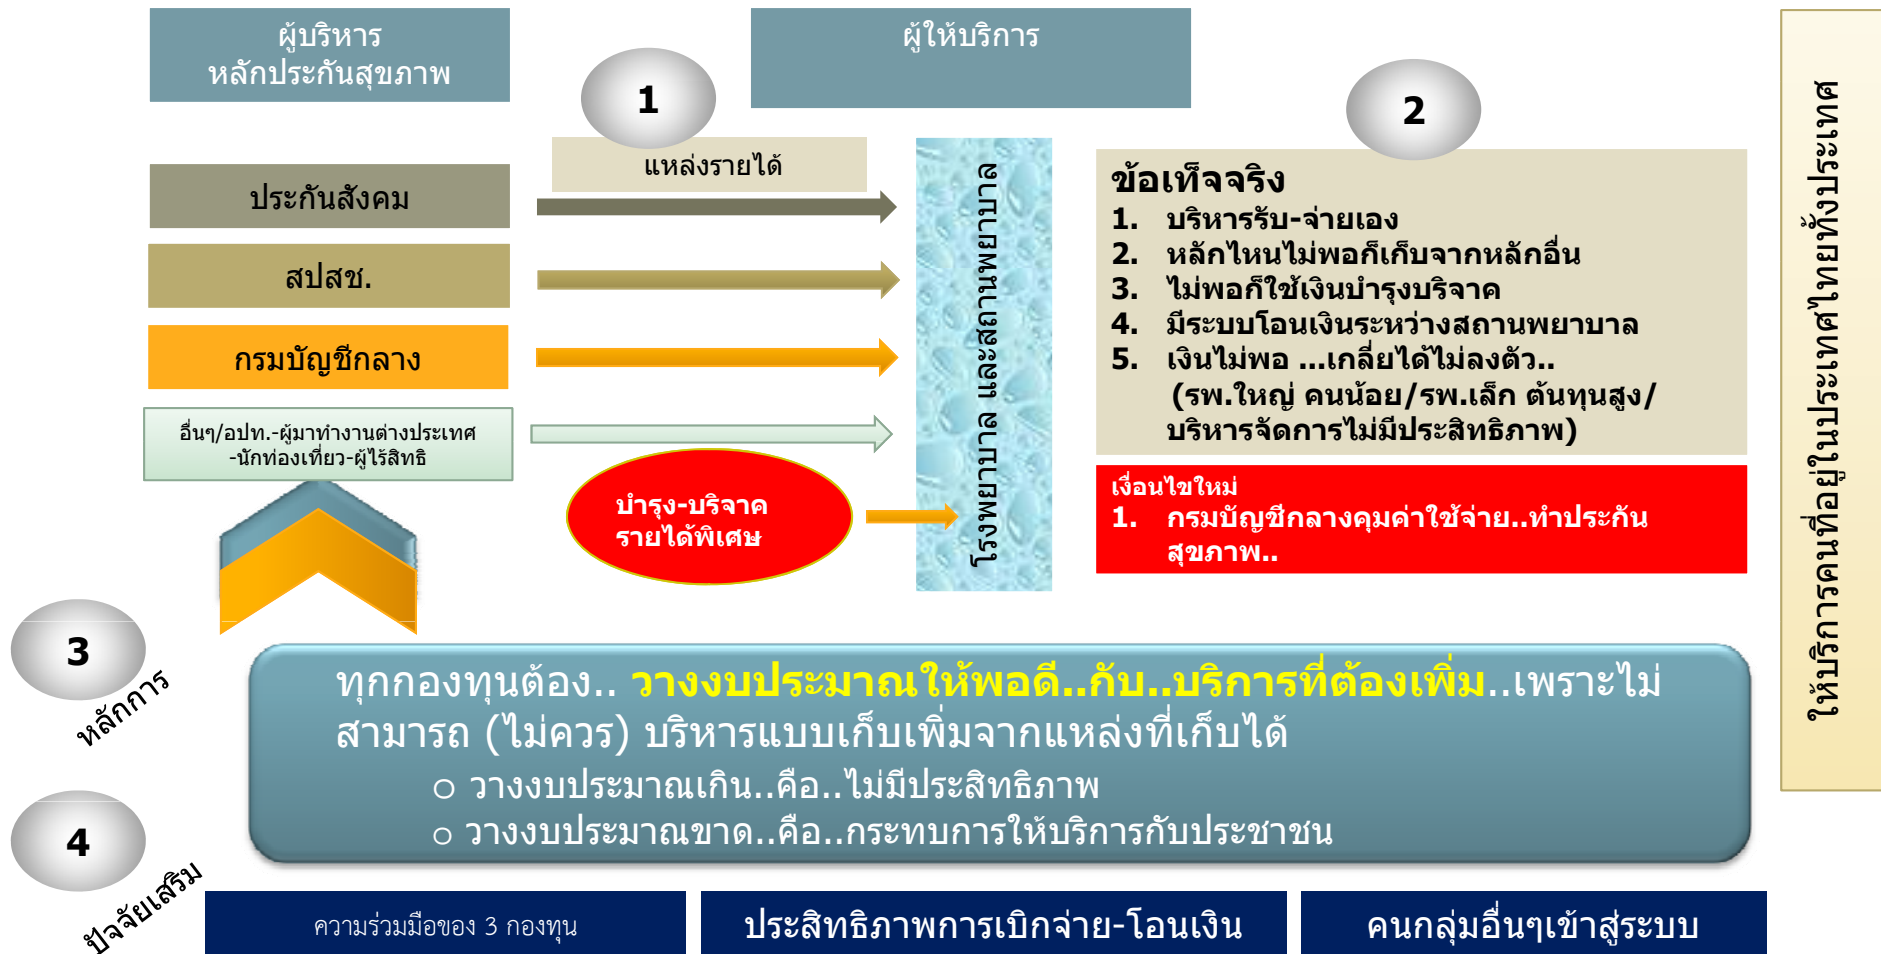 ผู้บริหาร
หลักประกันสุขภาพ
ผู้ให้บริการ
1
2
แหล่งรายได้
ประกันสังคม
สปสช.
กรมบัญชีกลาง
อื่นๆ/อปท.-ผู้มาทำงานต่างประเทศ
-นักท่องเที่ยว-ผู้ไร้สิทธิ
บำรุง-บริจาค
รายได้พิเศษ
โรงพยาบาล และสถานพยาบาล
ข้อเท็จจริง
1. บริหารรับ-จ่ายเอง
2. หลักไหนไม่พอก็เก็บจากหลักอื่น
3. ไม่พอก็ใช้เงินบำรุงบริจาค
4. มีระบบโอนเงินระหว่างสถานพยาบาล
5. เงินไม่พอ ...เกลี่ยได้ไม่ลงตัว..
(รพ.ใหญ่ คนน้อย/รพ.เล็ก ต้นทุนสูง/
บริหารจัดการไม่มีประสิทธิภาพ)
เงื่อนไขใหม่
1. กรมบัญชีกลางคุมค่าใช้จ่าย..ทำประกัน
สุขภาพ..
ให้บริการคนที่อยู่ในประเทศไทยทั้งประเทศ
3
หลักการ
ทุกกองทุนต้อง.. วางงบประมาณให้พอดี..กับ..บริการที่ต้องเพิ่ม..เพราะไม่
สามารถ (ไม่ควร) บริหารแบบเก็บเพิ่มจากแหล่งที่เก็บได้
o วางงบประมาณเกิน..คือ..ไม่มีประสิทธิภาพ
o วางงบประมาณขาด..คือ..กระทบการให้บริการกับประชาชน
4
ปัจจัยเสริม
ความร่วมมือของ 3 กองทุน
ประสิทธิภาพการเบิกจ่าย-โอนเงิน
คนกลุ่มอื่นๆเข้าสู่ระบบ